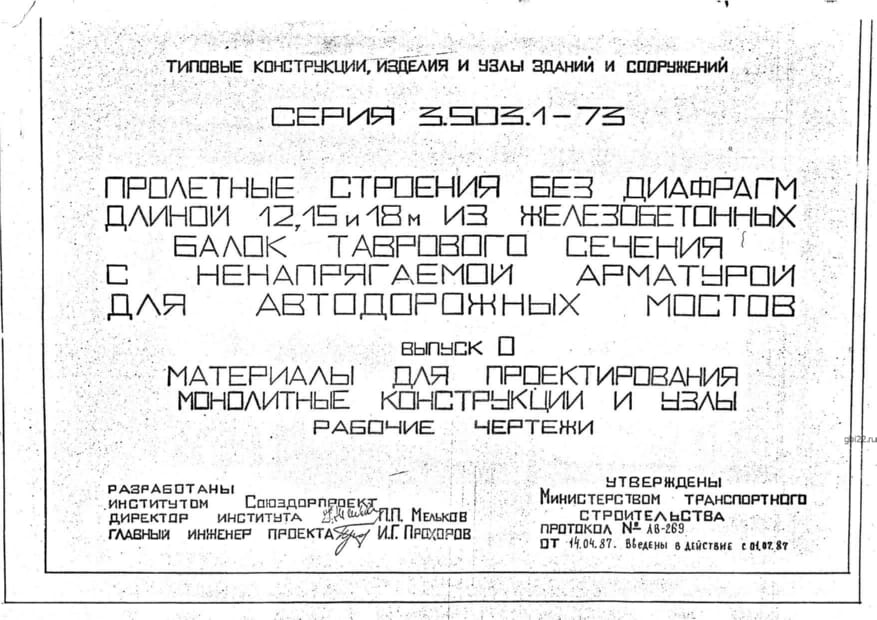 ТИПОВЫЕ КОНСТРУКЦИИ, ИЗДЕЛИЯ И УЗЛЫ ЗДАНИЙ И СООРУЖЕНИЙ
СЕРИЯ 3.503.1-73
ПРОЛЕТНЫЕ СТРОЕНИЯ БЕЗ ДИАФРАГМ
ДЛИНОЙ 12, 15 и 18 м ИЗ ЖЕЛЕЗОБЕТОННЫХ
БАЛОК ТАВРОВОГО СЕЧЕНИЯ
С НЕНАПРЯГАЕМОЙ АРМАТУРОЙ
ДЛЯ АВТОДОРОЖНЫХ МОСТОВ
ВЫПУСК 0
МАТЕРИАЛЫ ДЛЯ ПРОЕКТИРОВАНИЯ
МОНОЛИТНЫЕ КОНСТРУКЦИИ И УЗЛЫ
РАБОЧИЕ ЧЕРТЕЖИ
gbi22.ru
РАЗРАБОТАНЫ
ИНСТИТУТОМ СОЮЗДОРПРОЕКТ
ДИРЕКТОР ИНСТИТУТА П.П. МЕЛЬКОВ
ГЛАВНЫЙ ИНЖЕНЕР ПРОЕКТА И.Г. ПРОХОРОВ
УТВЕРЖДЕНЫ
МИНИСТЕРСТВОМ ТРАНСПОРТНОГО
СТРОИТЕЛЬСТВА
ПРОТОКОЛ № АВ-269
ОТ 14.04.87. Введены в действие с 01.07.87